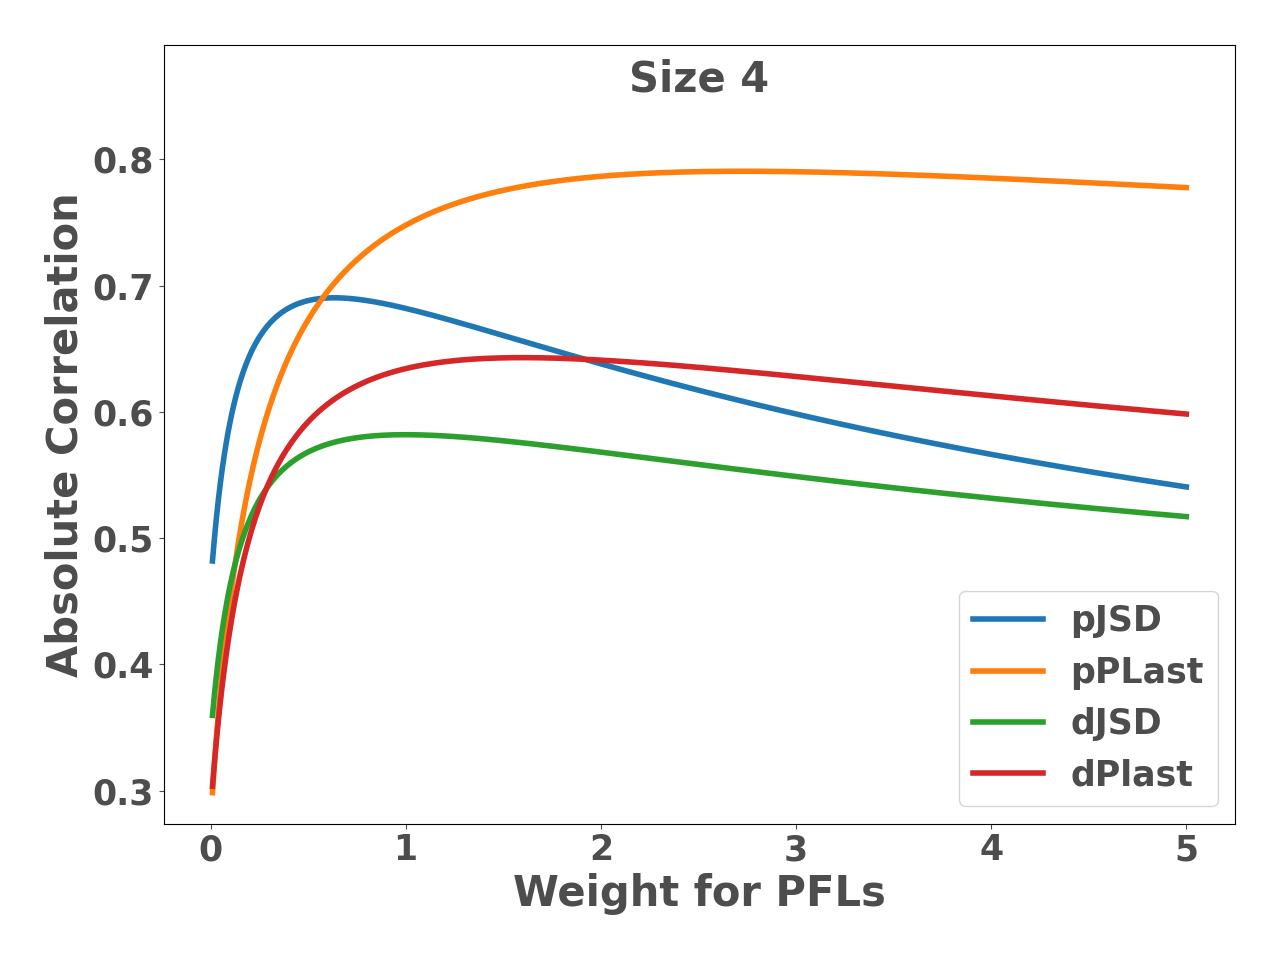 Size 4
Absolute Correlation
0.8
0.7
0.6
0.5
0.4
0.3
pJSD
pPLast
dJSD
dPlast
0 1 2 3 4 5
Weight for PFLs